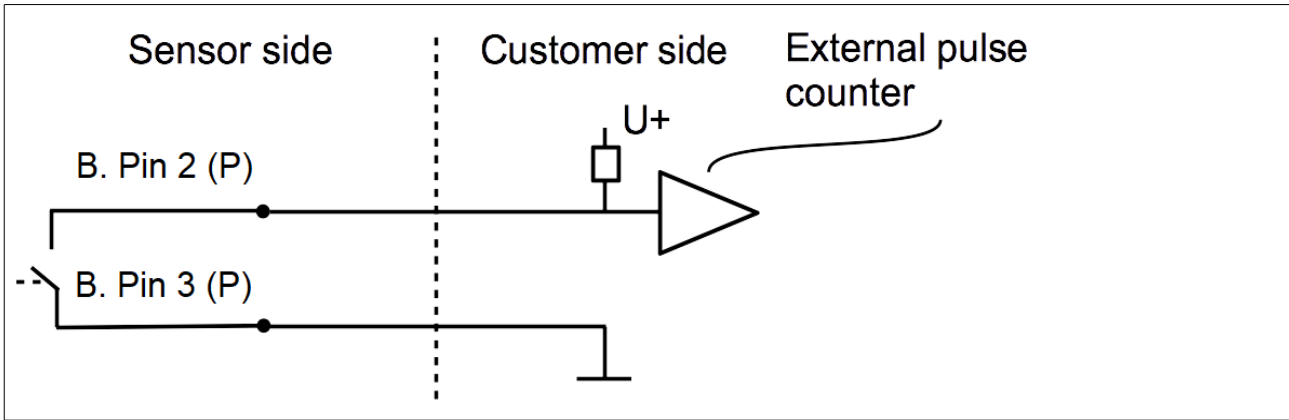 Sensor side
Customer side
External pulse
counter
U+
B. Pin 2 (P)
B. Pin 3 (P)